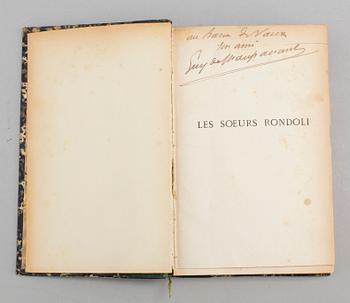 au Baron de Vaux
son ami
Guy de Maupassant
LES SOEURS RONDOLI